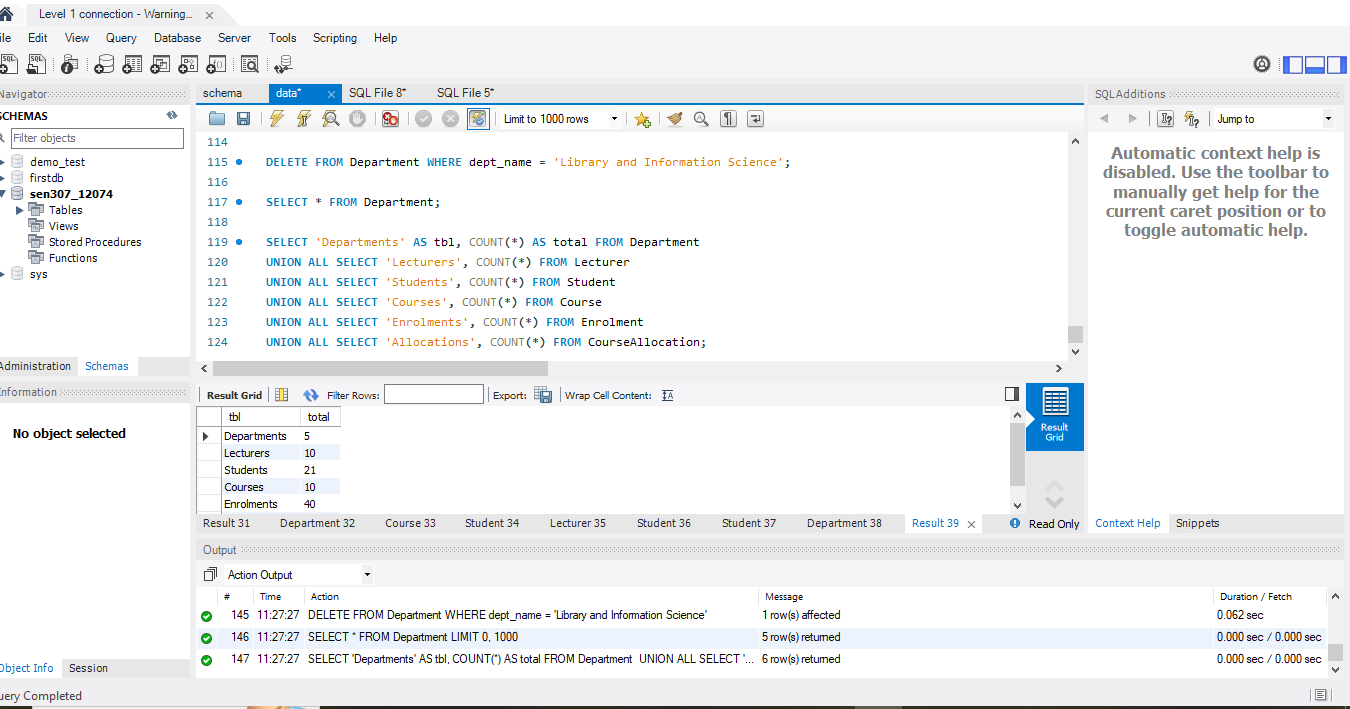 Level 1 connection - Warning... ×
ile Edit View Query Database Server Tools Scripting Help
Navigator
SCHEMAS
Filter objects
demo_test
firstdb
sen307_12074
Tables
Views
Stored Procedures
Functions
sys
Administration Schemas
Information
No object selected
Object Info Session
uery Completed
schema data* × SQL File 8* SQL File 5*
Limit to 1000 rows
114
115 DELETE FROM Department WHERE dept_name = 'Library and Information Science';
116
117 SELECT * FROM Department;
118
119 SELECT 'Departments' AS tbl, COUNT(*) AS total FROM Department
120 UNION ALL SELECT 'Lecturers', COUNT(*) FROM Lecturer
121 UNION ALL SELECT 'Students', COUNT(*) FROM Student
122 UNION ALL SELECT 'Courses', COUNT(*) FROM Course
123 UNION ALL SELECT 'Enrolments', COUNT(*) FROM Enrolment
124 UNION ALL SELECT 'Allocations', COUNT(*) FROM CourseAllocation;
Result Grid Filter Rows: Export: Wrap Cell Content:
tbl total
Departments 5
Lecturers 10
Students 21
Courses 10
Enrolments 40
Result Grid
Result 31 Department 32 Course 33 Student 34 Lecturer 35 Student 36 Student 37 Department 38 Result 39 × Read Only
SQLAdditions
Jump to
Automatic context help is
disabled. Use the toolbar to
manually get help for the
current caret position or to
toggle automatic help.
Context Help Snippets
Output
Action Output
# Time Action Message Duration / Fetch
145 11:27:27 DELETE FROM Department WHERE dept_name = 'Library and Information Science' 1 row(s) affected 0.062 sec
146 11:27:27 SELECT * FROM Department LIMIT 0, 1000 5 row(s) returned 0.000 sec / 0.000 sec
147 11:27:27 SELECT 'Departments' AS tbl, COUNT(*) AS total FROM Department UNION ALL SELECT '... 6 row(s) returned 0.000 sec / 0.000 sec